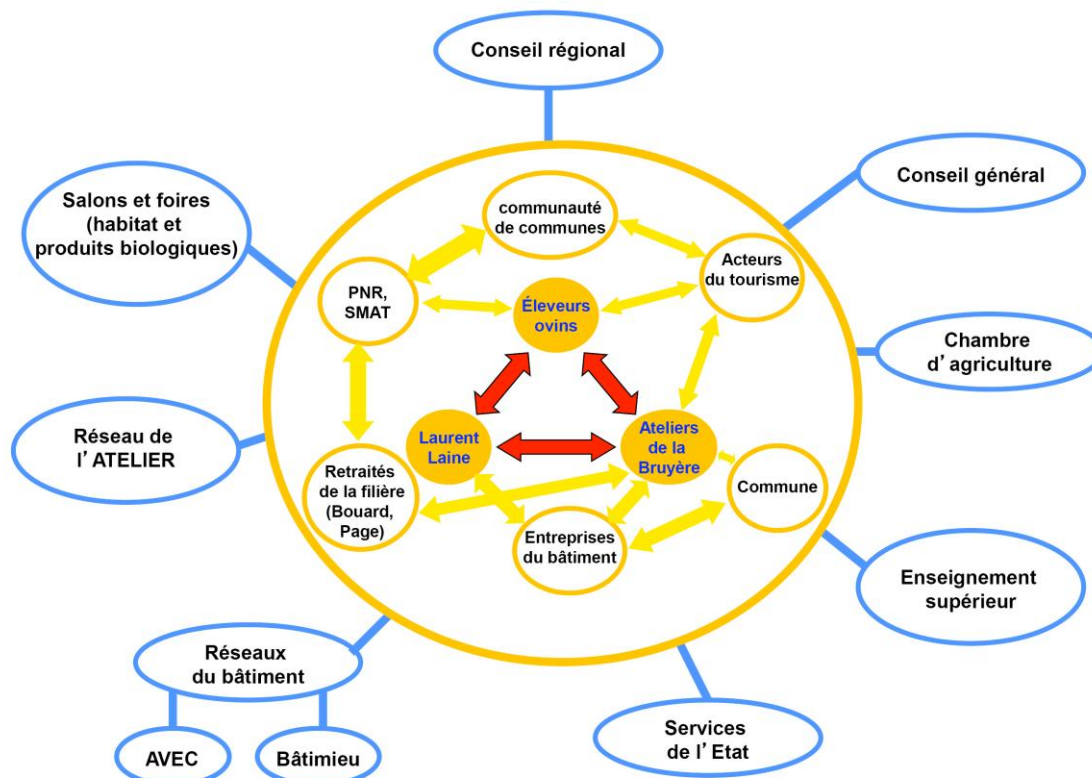 Conseil régional
Conseil général
Salons et foires
(habitat et
produits biologiques)
communauté
de communes
Acteurs
du tourisme
PNR,
SMAT
Éleveurs
ovins
Chambre
d’agriculture
Réseau de
l’ATELIER
Laurent
Laine
Ateliers
de la
Bruyère
Retraités
de la filière
(Bouard,
Page)
Commune
Entreprises
du bâtiment
Enseignement
supérieur
Réseaux
du bâtiment
Services
de l’Etat
AVEC
Bâtimieu